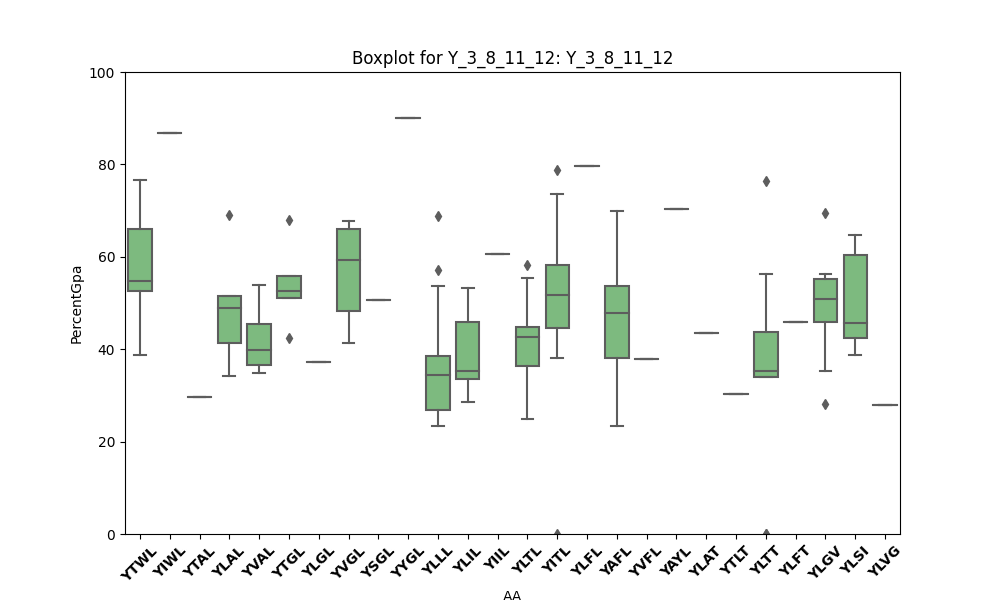 Boxplot for Y_3_8_11_12: Y_3_8_11_12
100
80
60
40
20
0
PercentGpa
YTWL YIWL YTAL YLAL YVAL YTGL YLGL YVGL YSGL YYGL YLLL YLIL YIIL YLTL YITL YLFL YAFL YVFL YAYL YLAT YTLT YLTT YLFT YLGV YLSI YLVG
AA